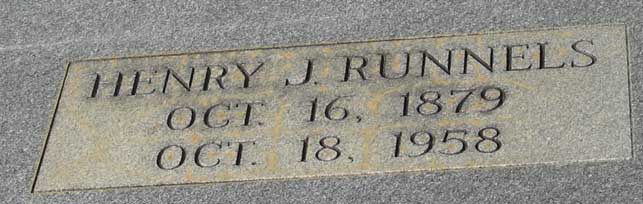 HENRY J. RUNNELS
OCT. 16, 1879
OCT. 18, 1958